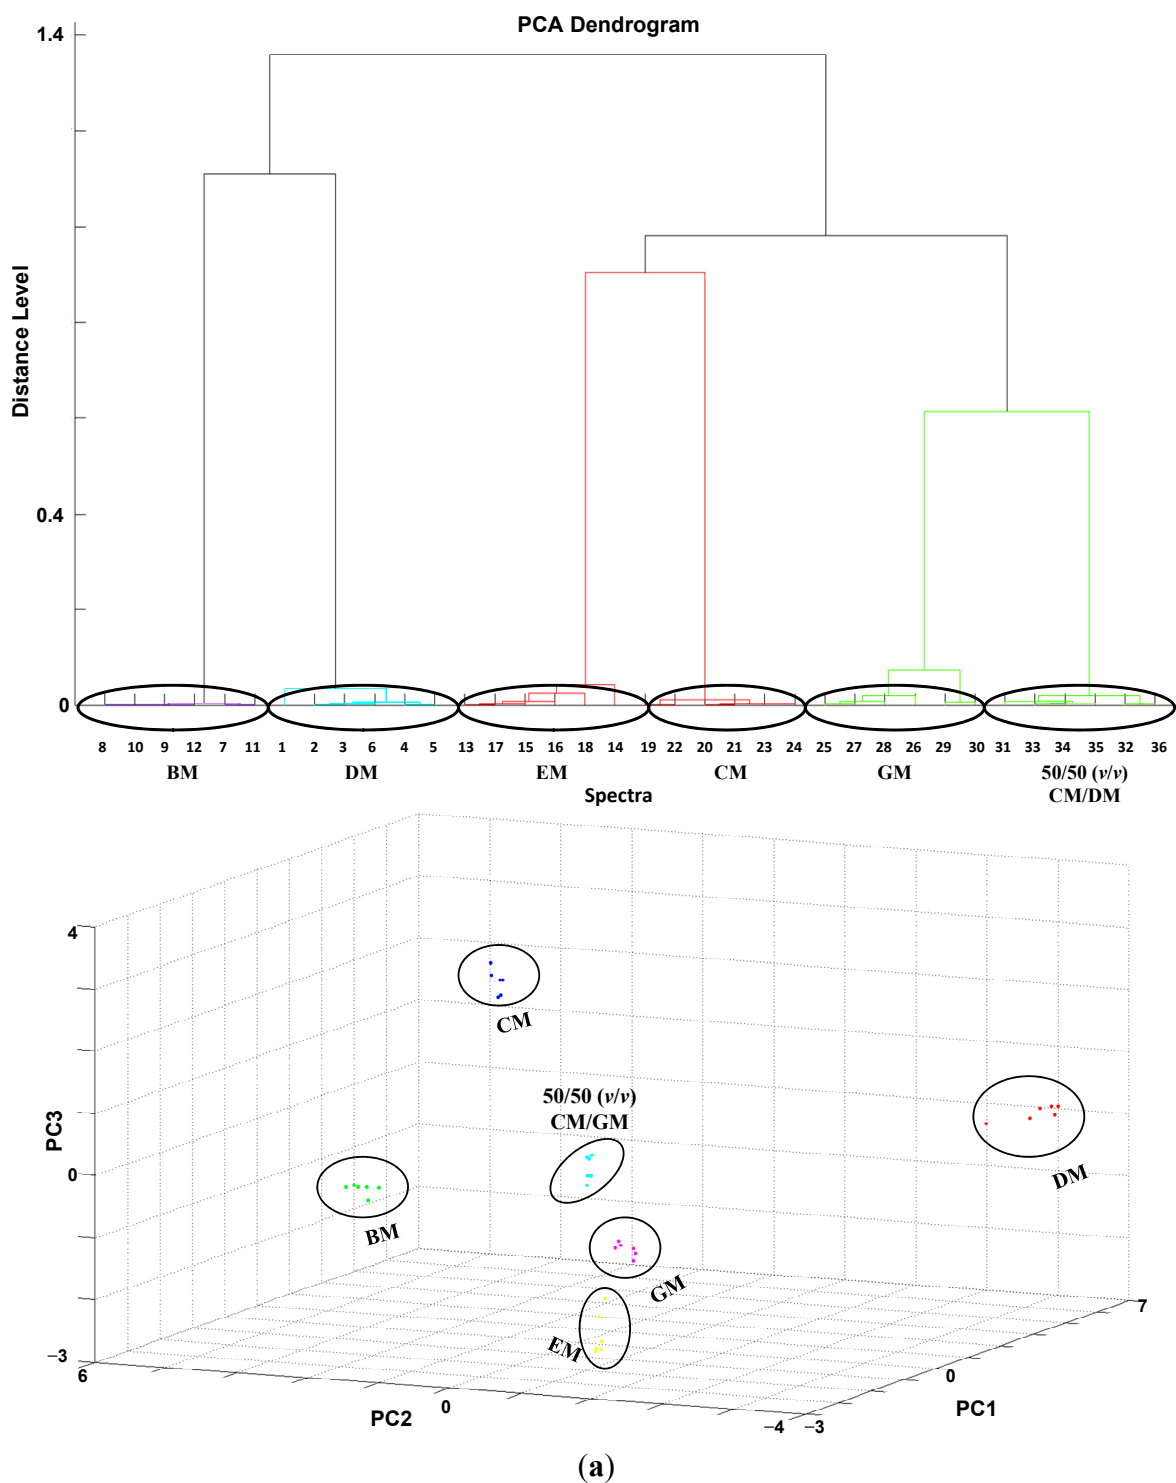 PCA Dendrogram
1.4
Distance Level
0.4
0
8 10 9 12 7 11 1 2 3 6 4 5 13 17 15 16 18 14 19 22 20 21 23 24 25 27 28 26 29 30 31 33 34 35 32 36
BM DM EM CM GM 50/50 (v/v)
CM/DM
Spectra
4
CM
50/50 (v/v)
CM/GM
PC3
0
DM
BM
GM
EM
7
−3
6
0
PC2
0
PC1
−4 −3
(a)